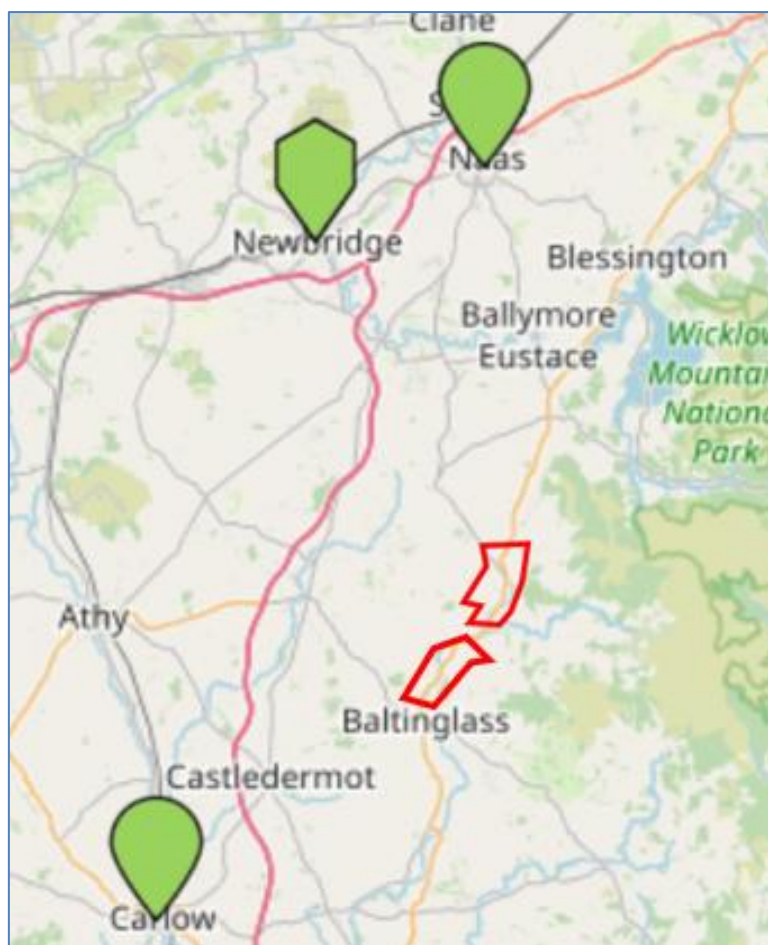 Clane
Naas
Newbridge
Blessington
Ballymore
Eustace
Wicklow
Mountai
Nationa
Park
Athy
Baltinglass
Castledermot
Carlow